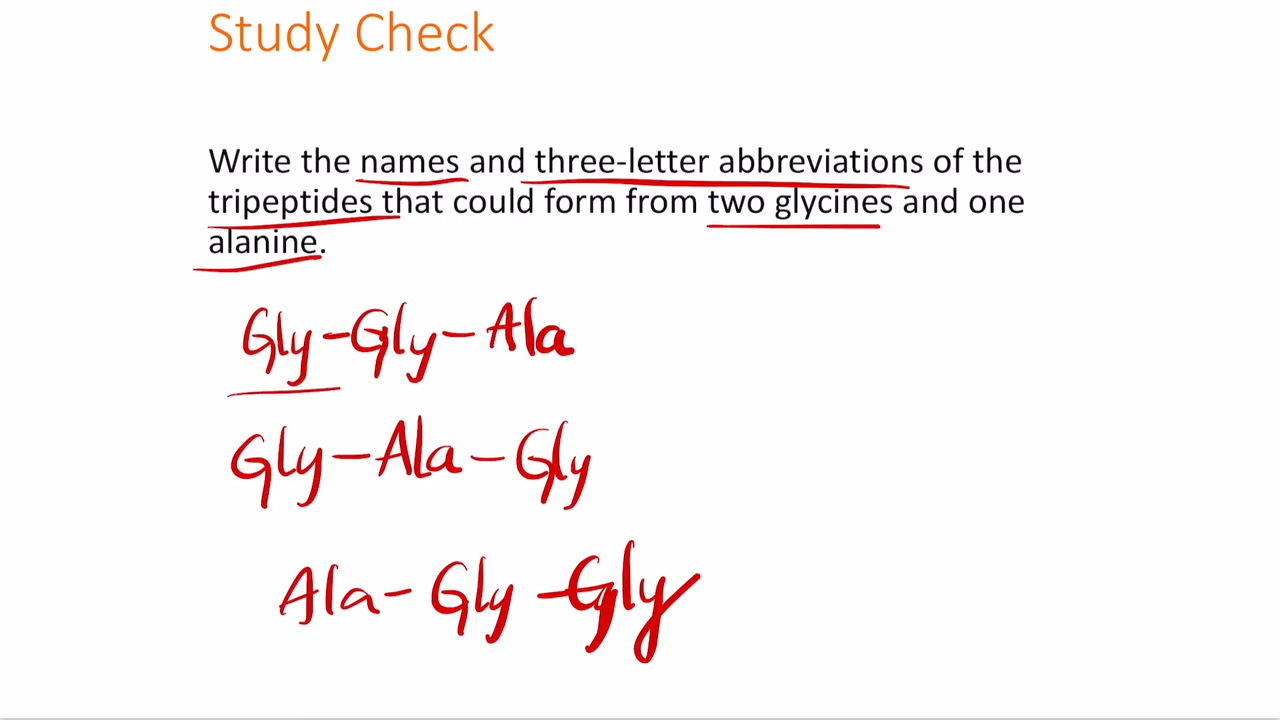 Study Check
Write the names and three-letter abbreviations of the
tripeptides that could form from two glycines and one
alanine.
Gly-Gly-Ala
Gly-Ala-Gly
Ala-Gly-Gly